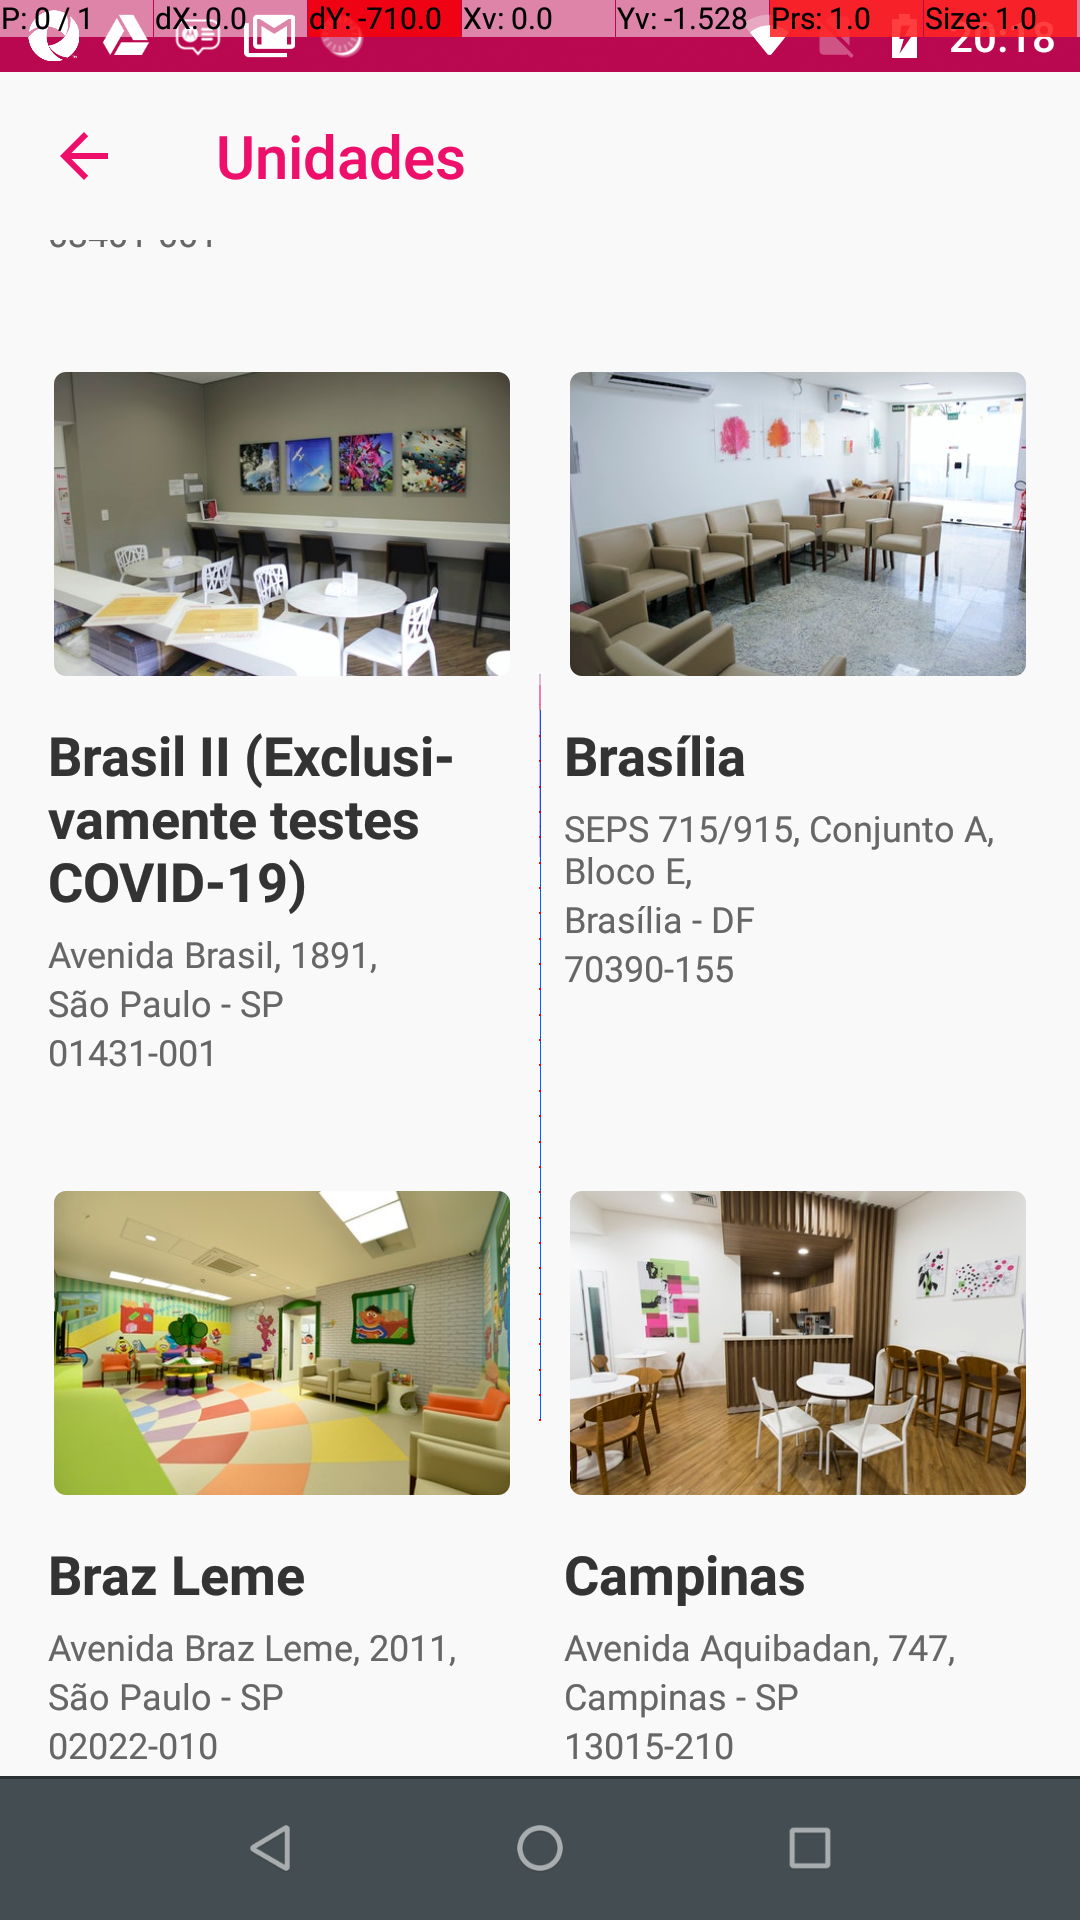 P: 0 / 1 dX: 0.0 dY: -710.0 Xv: 0.0 Yv: -1.528 Prs: 1.0 Size: 1.0
20:18
Unidades
Brasil II (Exclusi-
vamente testes
COVID-19)
Avenida Brasil, 1891,
São Paulo - SP
01431-001
Brasília
SEPS 715/915, Conjunto A,
Bloco E,
Brasília - DF
70390-155
Braz Leme
Avenida Braz Leme, 2011,
São Paulo - SP
02022-010
Campinas
Avenida Aquibadan, 747,
Campinas - SP
13015-210